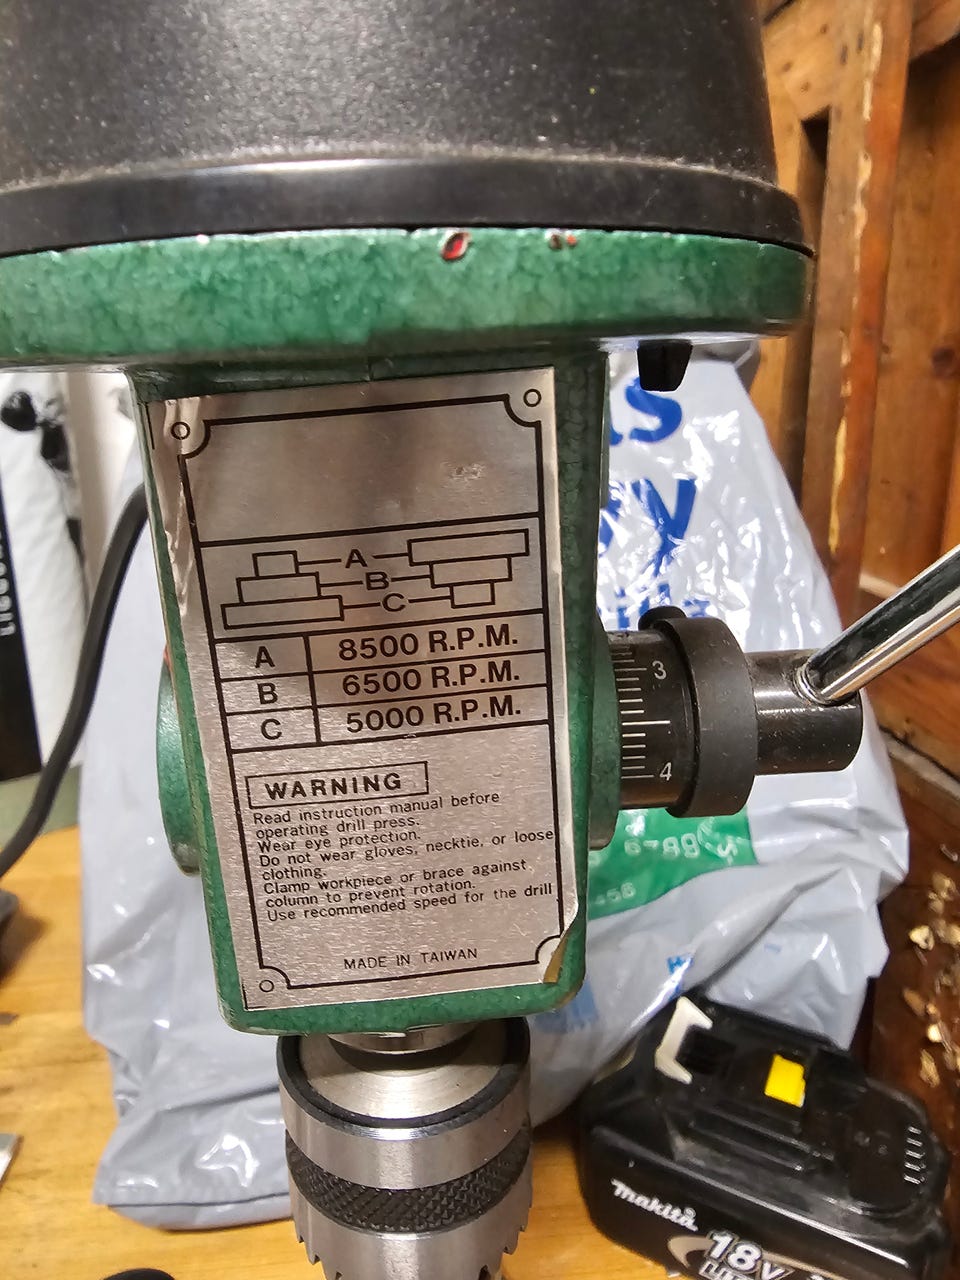 A
B
C
A 8500 R.P.M.
B 6500 R.P.M.
C 5000 R.P.M.
WARNING
Read instruction manual before
operating drill press.
Wear eye protection.
Do not wear gloves, necktie, or loose
clothing.
Clamp workpiece or brace against
column to prevent rotation.
Use recommended speed for the drill
MADE IN TAIWAN
3
4
makita
18V